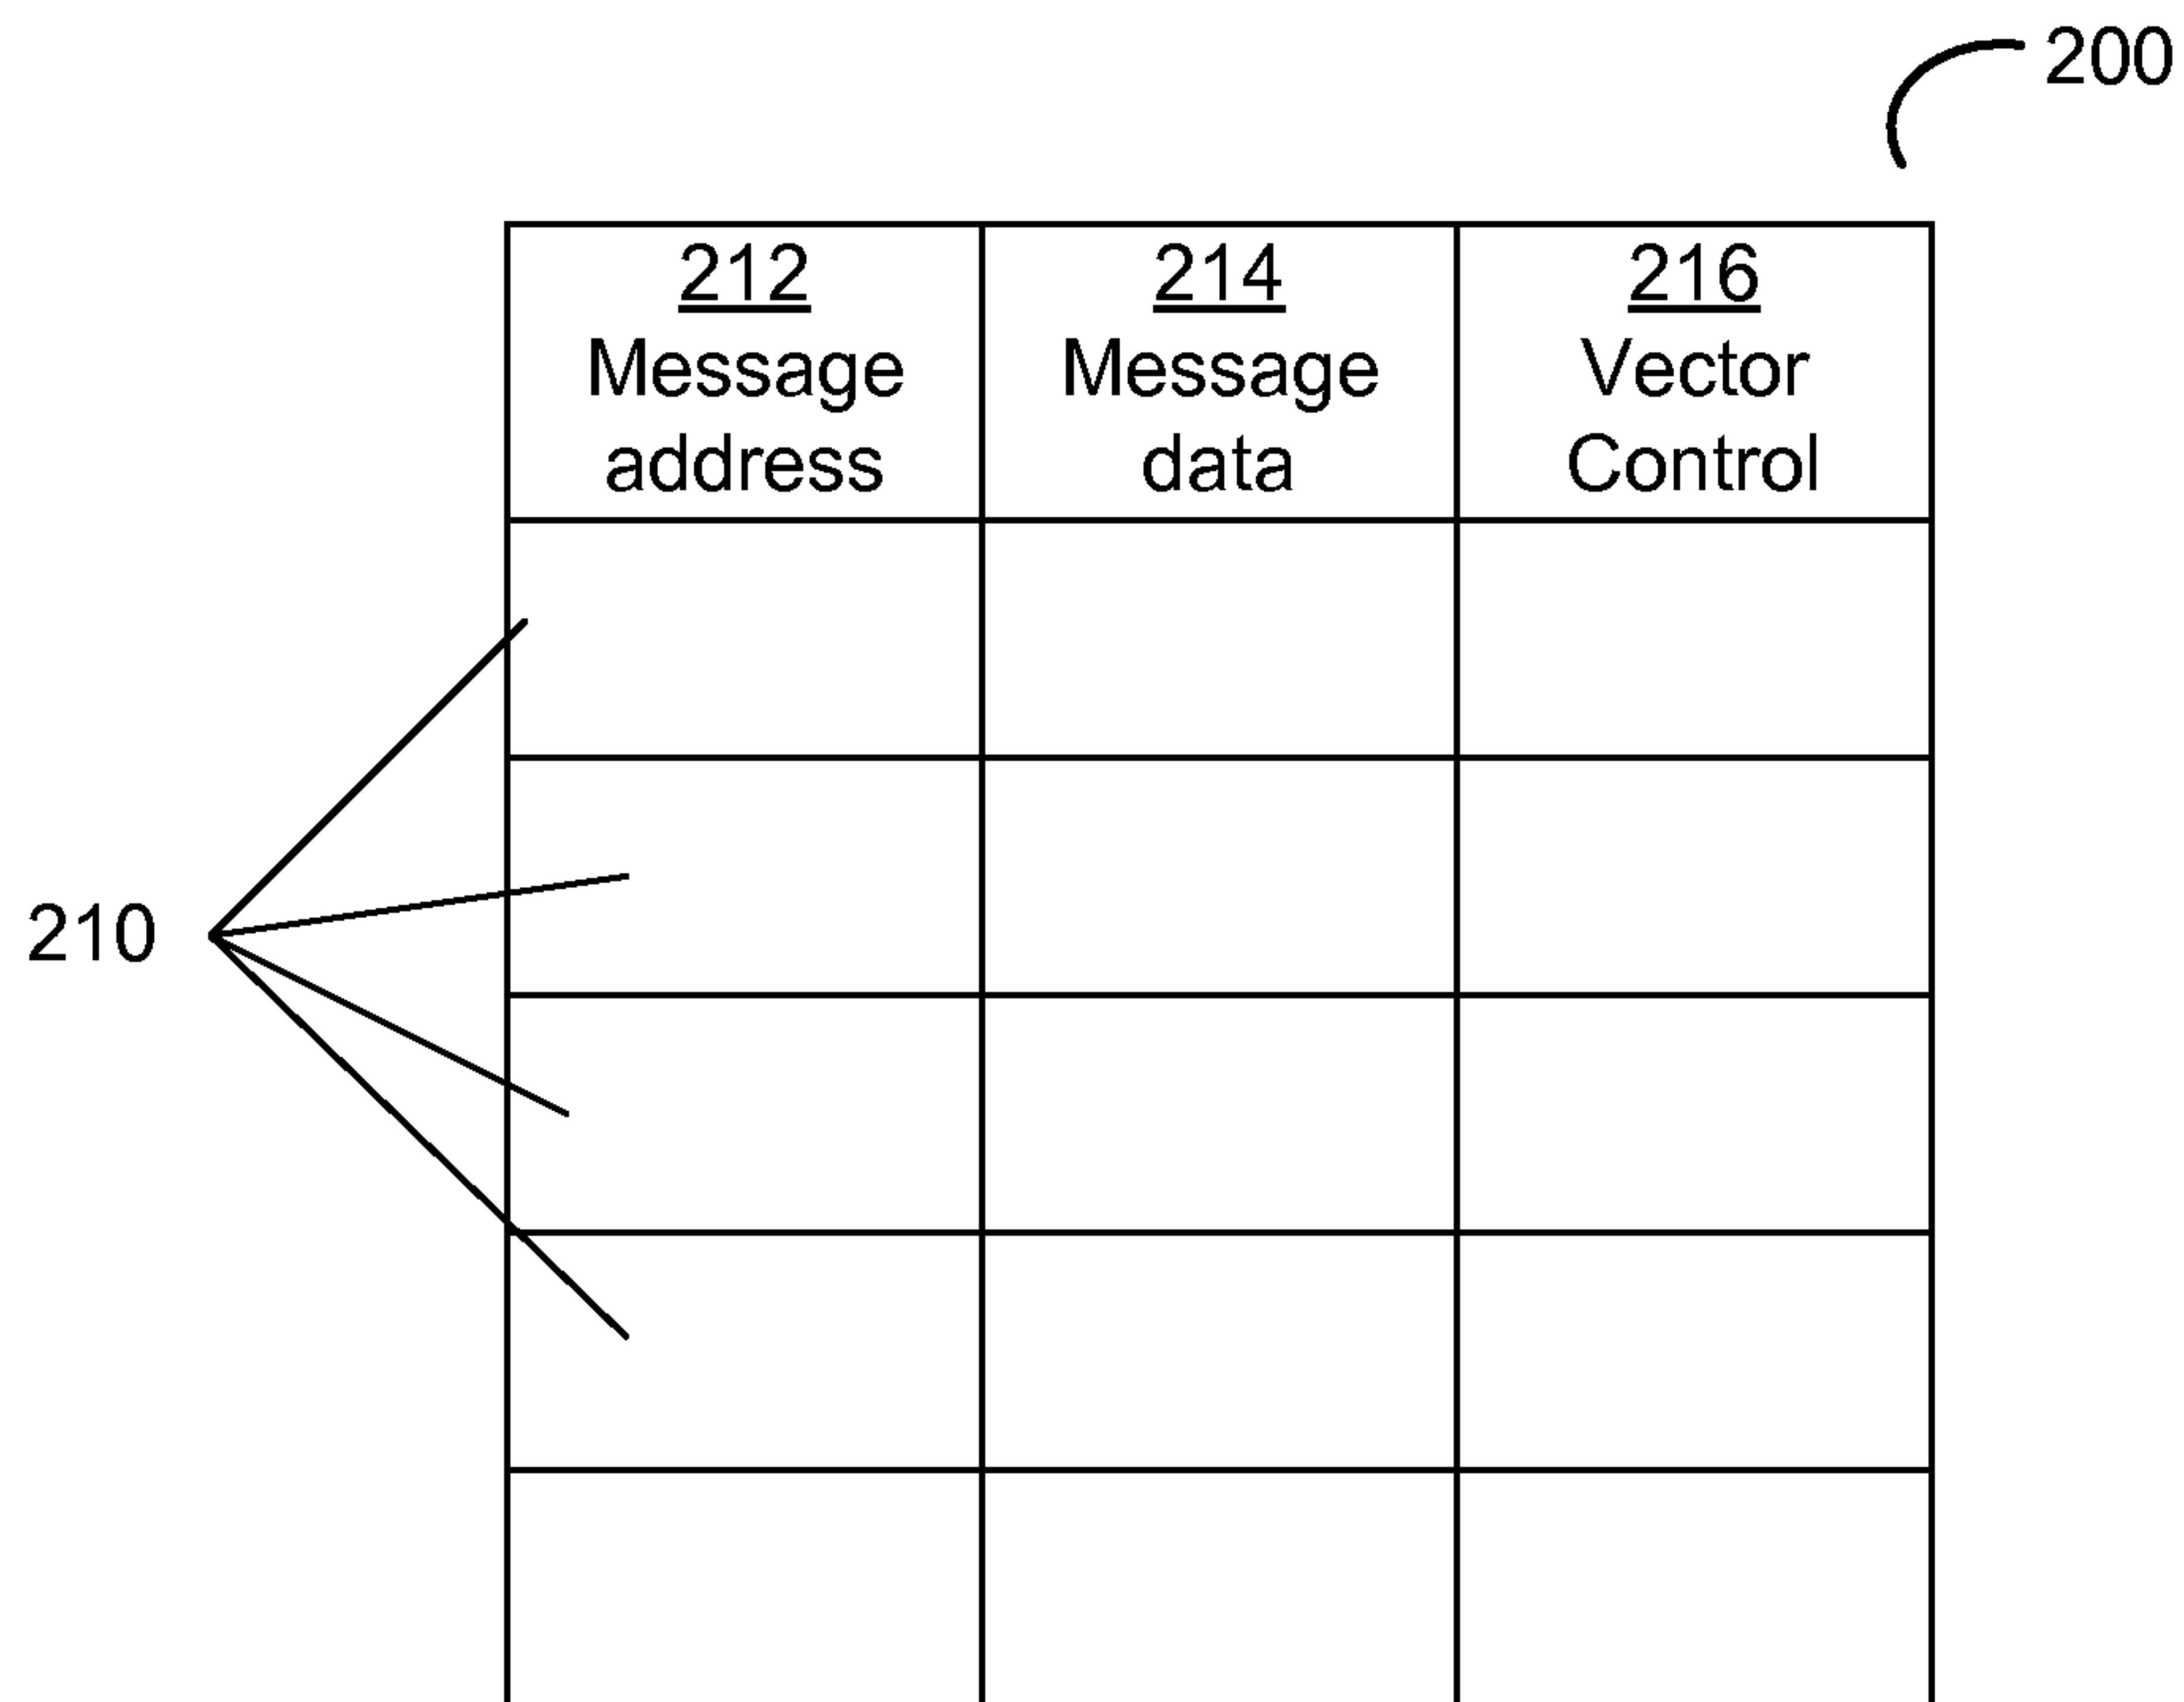 200
212 214 216
Message Message Vector
address data Control
210